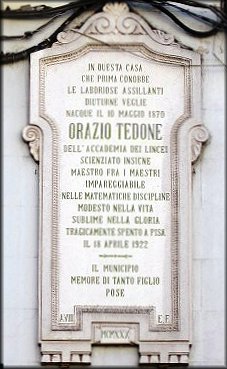 IN QUESTA CASA
CHE PRIMA CONOBBE
LE LABORIOSE ASSILLANTI
DIUTURNE VEGLIE
NACQUE IL 10 MAGGIO 1870
ORAZIO TEDONE
DELL'ACCADEMIA DEI LINCEI
SCIENZIATO INSIGNE
MAESTRO FRA I MAESTRI
IMPAREGGIABILE
NELLE MATEMATICHE DISCIPLINE
MODESTO NELLA VITA
SUBLIME NELLA GLORIA
TRAGICAMENTE SPENTO A PISA
IL 18 APRILE 1922
IL MUNICIPIO
MEMORE DI TANTO FIGLIO
POSE
A.VIII E.F.
MCMXXX